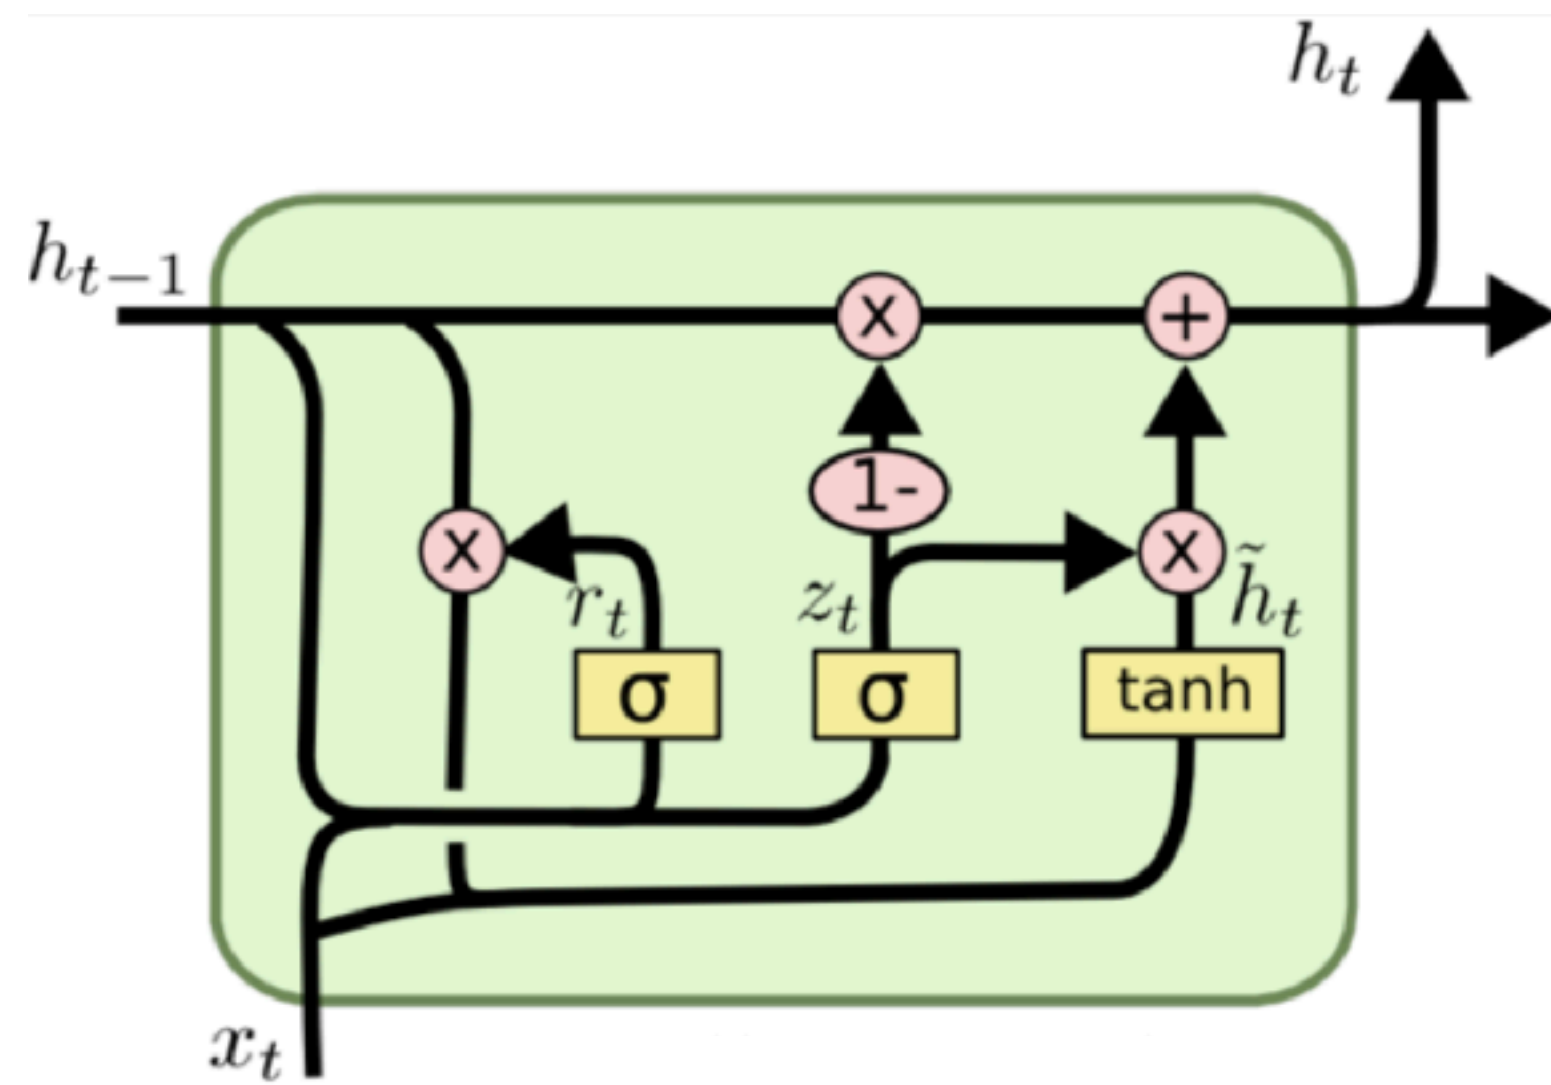 h_t
h_{t-1}
x +
1-
x x
r_t z_t h̃_t
σ σ tanh
x_t